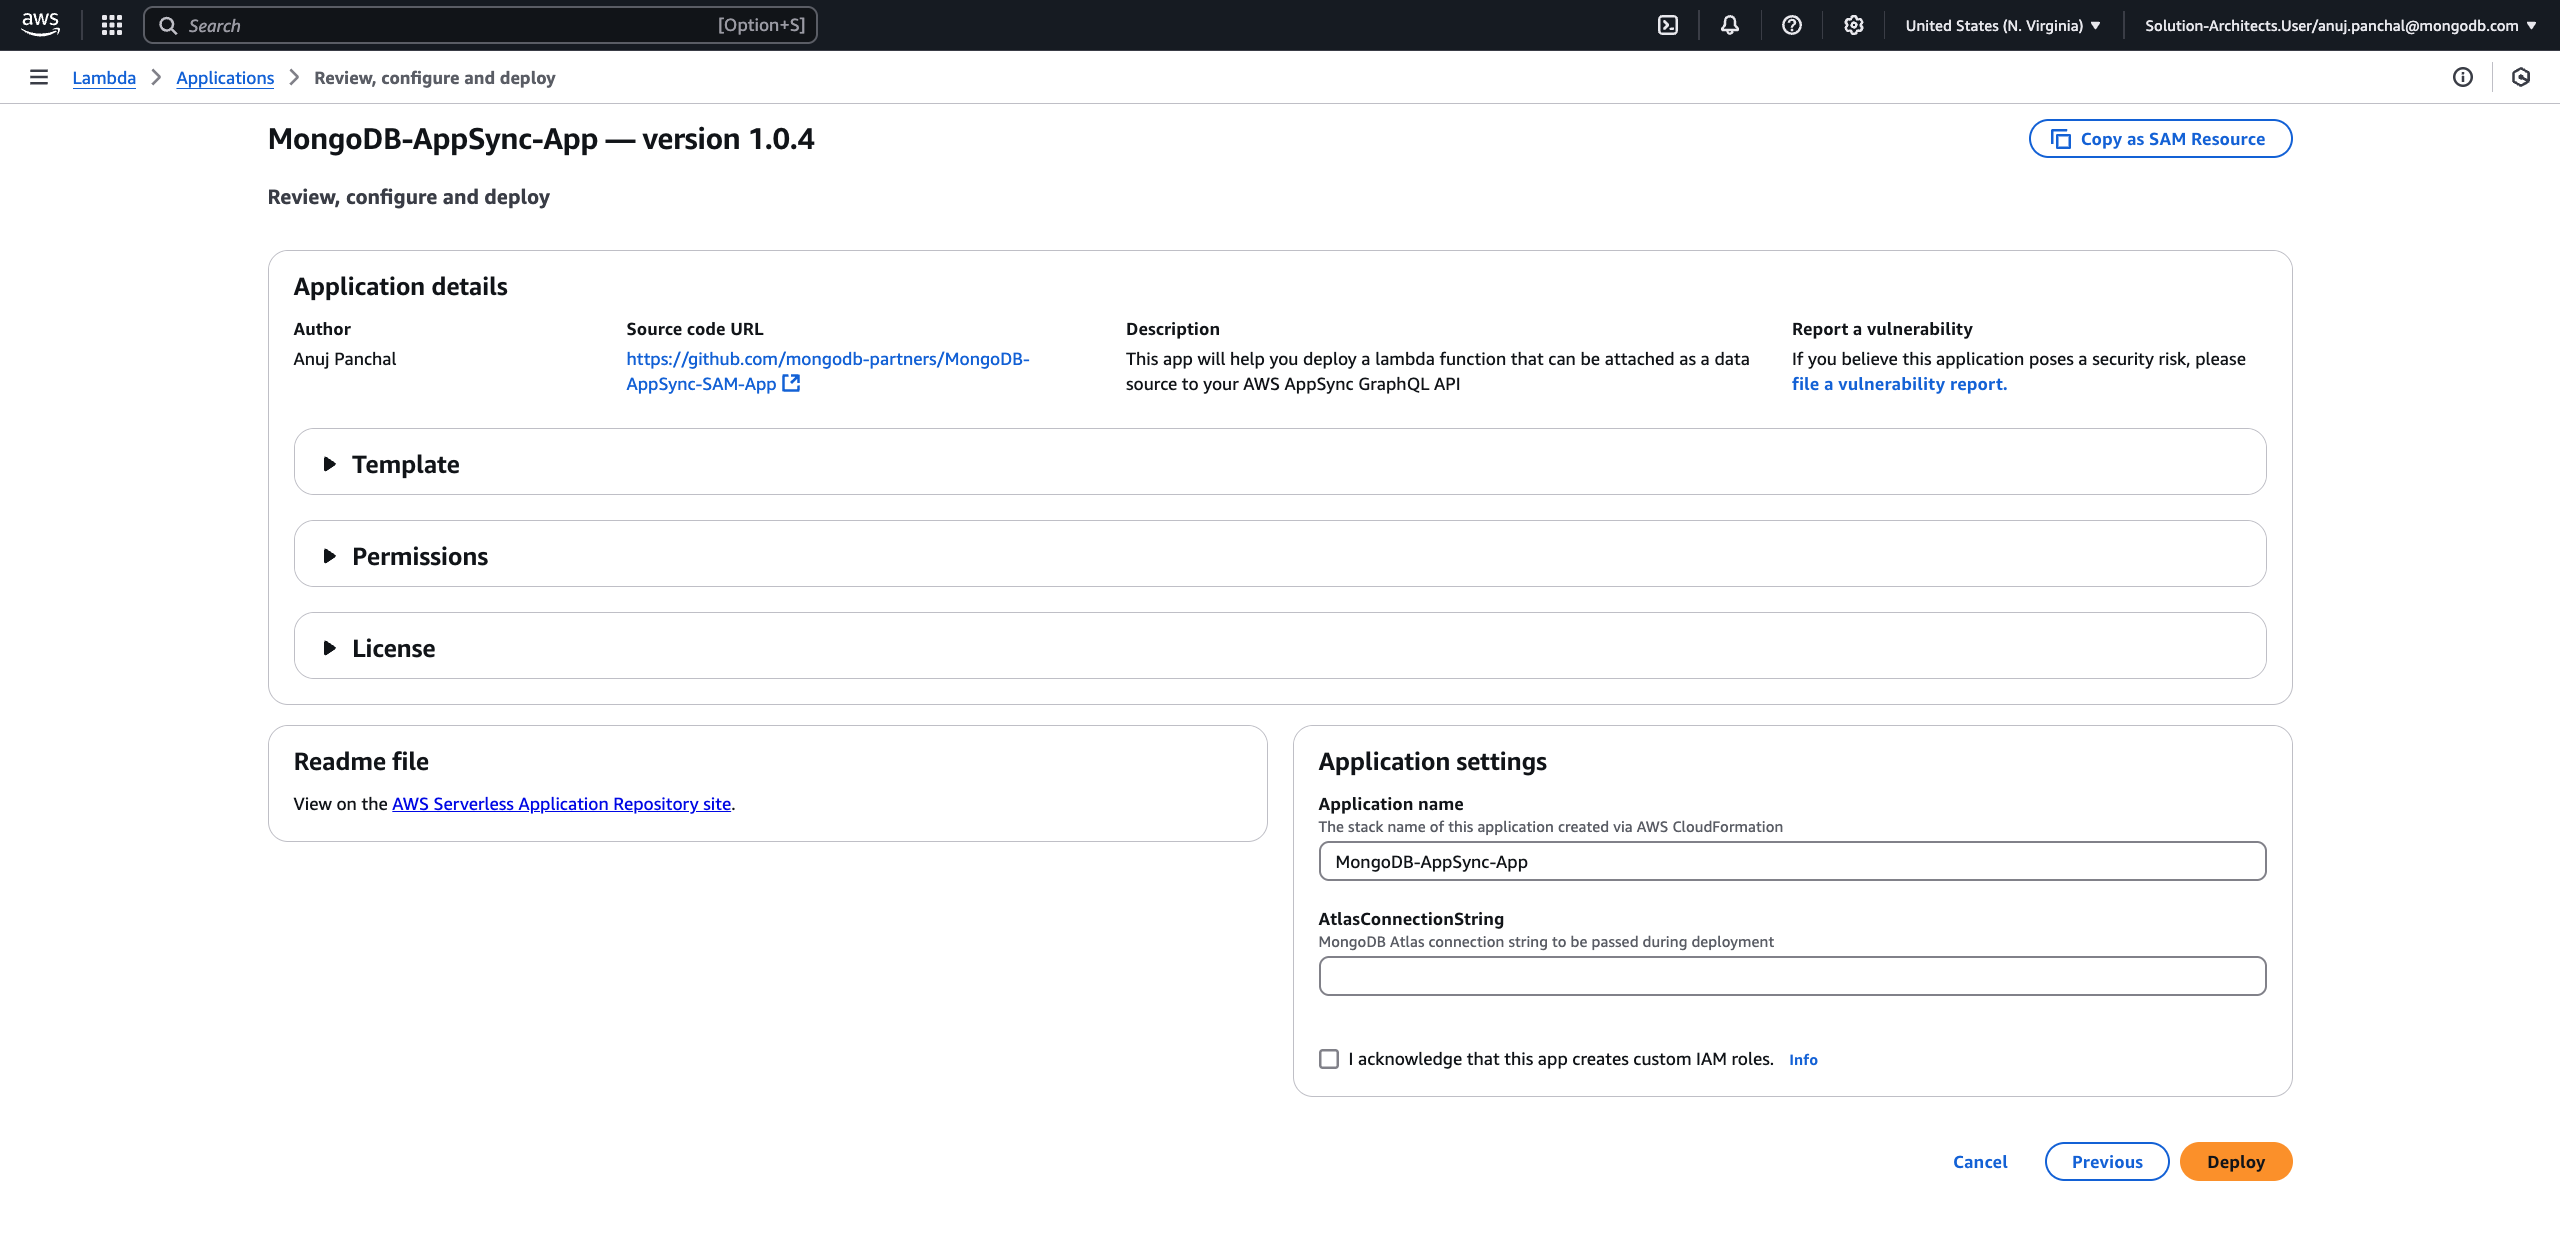 aws
Search
[Option+S]
United States (N. Virginia)
Solution-Architects.User/anuj.panchal@mongodb.com
Lambda
Applications
Review, configure and deploy
MongoDB-AppSync-App — version 1.0.4
Copy as SAM Resource
Review, configure and deploy
Application details
Author
Anuj Panchal
Source code URL
https://github.com/mongodb-partners/MongoDB-
AppSync-SAM-App
Description
This app will help you deploy a lambda function that can be attached as a data
source to your AWS AppSync GraphQL API
Report a vulnerability
If you believe this application poses a security risk, please
file a vulnerability report.
Template
Permissions
License
Readme file
View on the AWS Serverless Application Repository site.
Application settings
Application name
The stack name of this application created via AWS CloudFormation
MongoDB-AppSync-App
AtlasConnectionString
MongoDB Atlas connection string to be passed during deployment
I acknowledge that this app creates custom IAM roles. Info
Cancel
Previous
Deploy